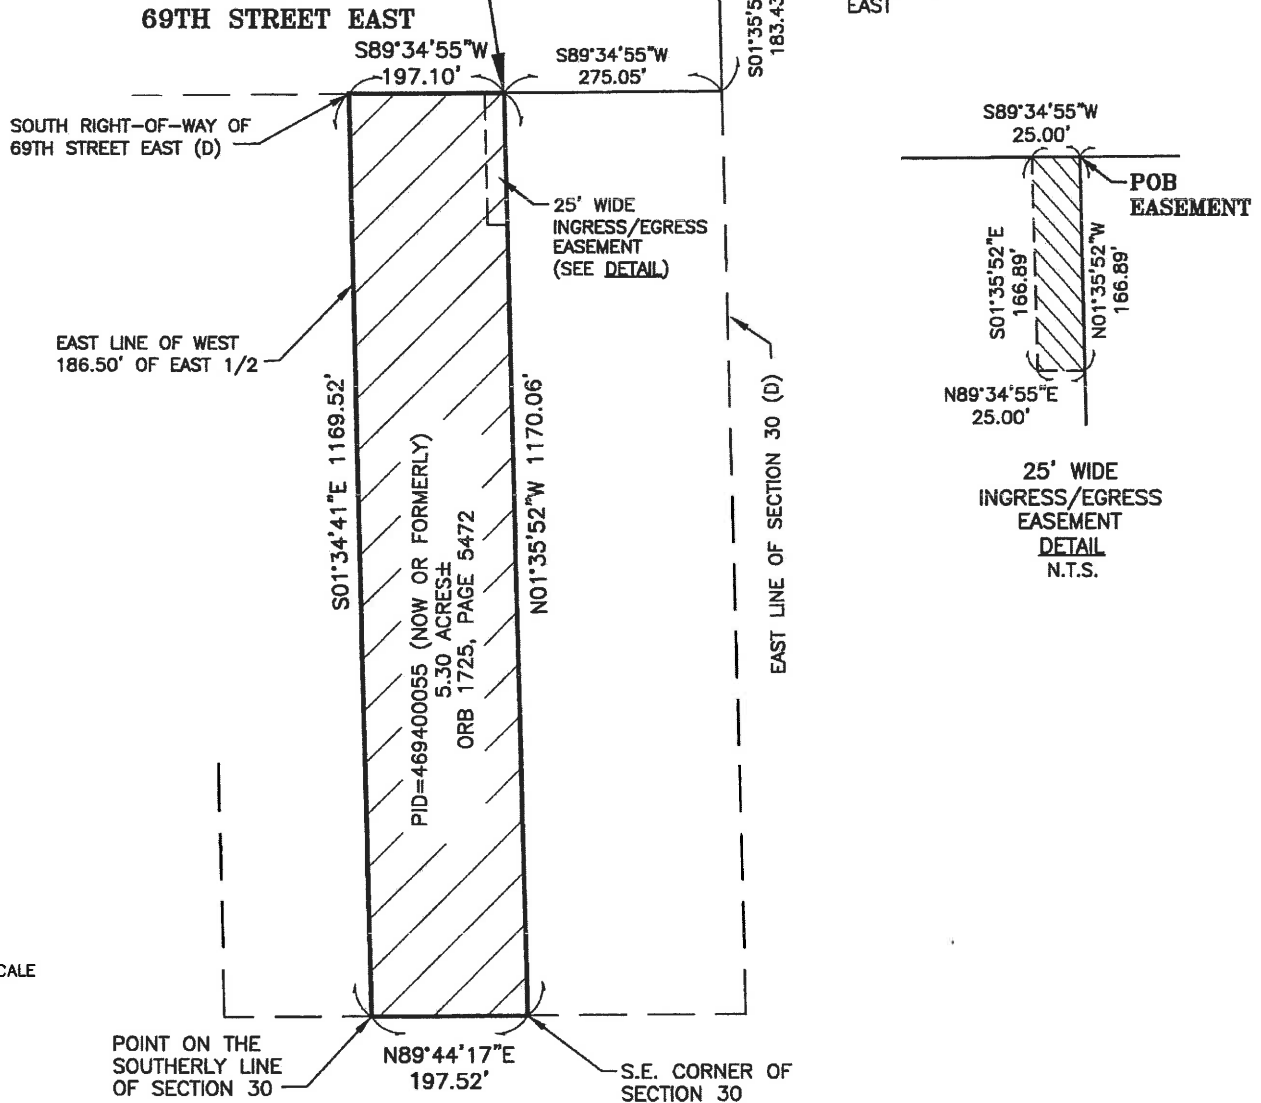 69TH STREET EAST
EAST
S89°34'55"W
197.10'
S89°34'55"W
275.05'
183.43
SOUTH RIGHT-OF-WAY OF
69TH STREET EAST (D)
25' WIDE
INGRESS/EGRESS
EASEMENT
(SEE DETAIL)
EAST LINE OF WEST
186.50' OF EAST 1/2
S01°34'41"E 1169.52'
PID=469400055 (NOW OR FORMERLY)
5.30 ACRES±
ORB 1725, PAGE 5472
N01°35'52"W 1170.06'
EAST LINE OF SECTION 30 (D)
S89°34'55"W
25.00'
POB
EASEMENT
S01°35'52"E
166.89'
N01°35'52"W
166.89'
N89°34'55"E
25.00'
25' WIDE
INGRESS/EGRESS
EASEMENT
DETAIL
N.T.S.
CALE
POINT ON THE
SOUTHERLY LINE
OF SECTION 30
N89°44'17"E
197.52'
S.E. CORNER OF
SECTION 30